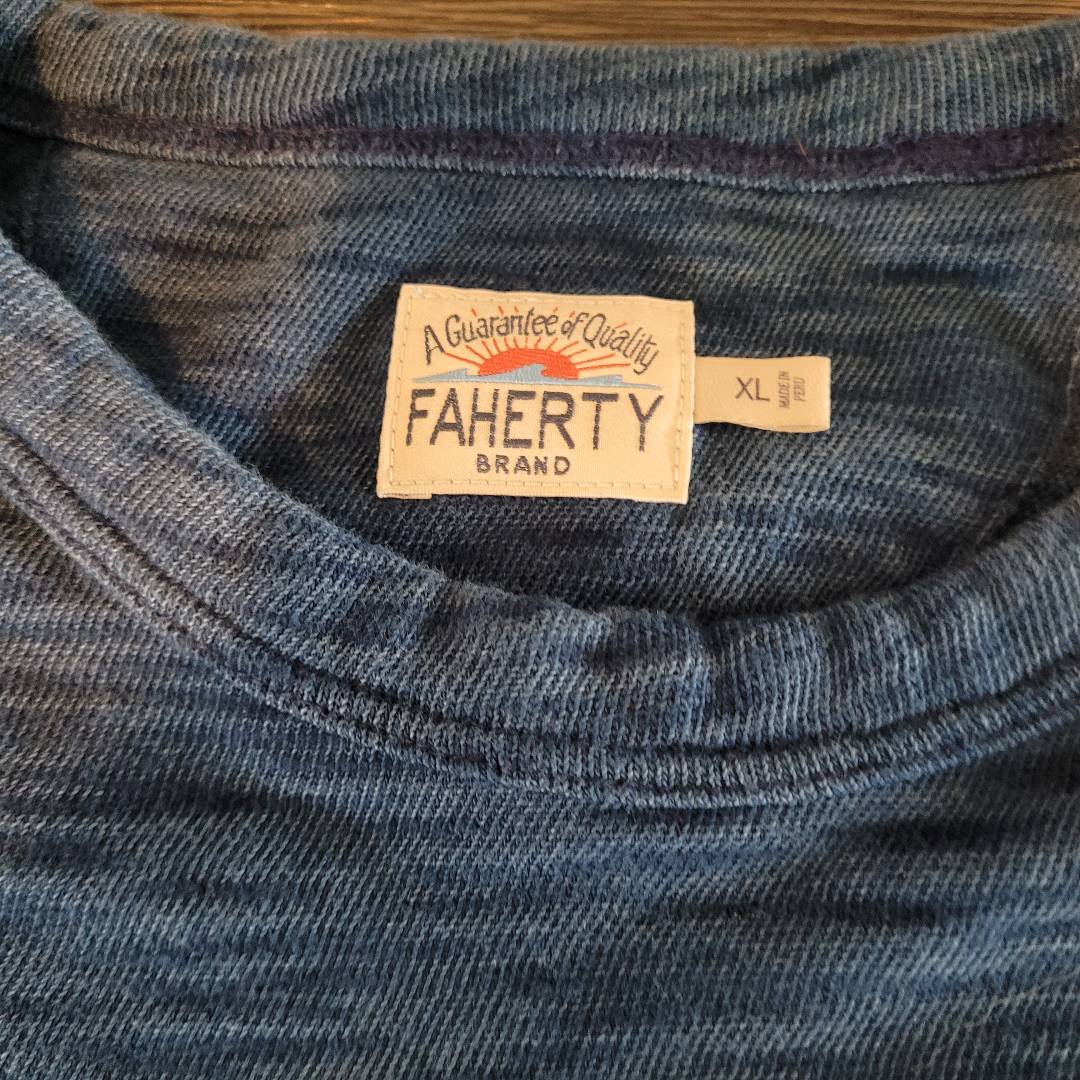 A Guarantee of Quality
FAHERTY
BRAND
XL
MADE IN
PERU